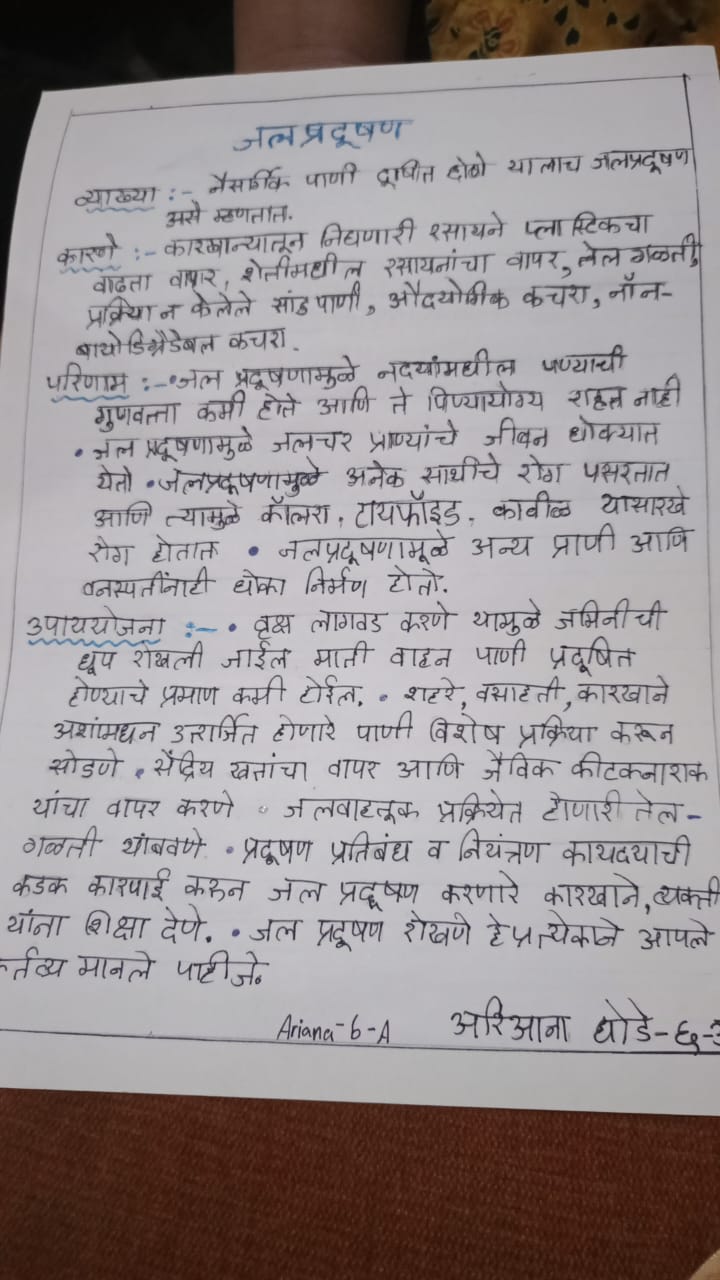 जल प्रदूषण
व्याख्या :- नैसर्गिक पाणी दूषित होणे यालाच जलप्रदूषण
असे म्हणतात.
कारणे :- कारखान्यातून निघणारी रसायने प्लास्टिकचा
वाढता वापर, शेतीमधील रसायनांचा वापर, तेल गळती,
प्रक्रिया न केलेले सांडपाणी, औदयोगिक कचरा, नॉन-
बायोडिग्रेडेबल कचरा.
परिणाम :- • जल प्रदूषणामुळे नदयांमधील पण्याची
गुणवत्ता कमी होते आणि ते पिण्यायोग्य राहत नाही
• जल प्रदूषणामुळे जलचर प्राण्यांचे जीवन धोक्यात
येतो • जलप्रदूषणामुळे अनेक साथीचे रोग पसरतात
आणि त्यामुळे कॉलरा, टायफॉइड, कावीळ यासारखे
रोग होतात • जलप्रदूषणामूळे अन्य प्राणी आणि
वनस्पतींनाही धोका निर्मण होतो.
उपाययोजना :- • वृक्ष लागवड करणे यामुळे जमिनीची
धूप रोखली जाईल माती वाहन पाणी प्रदूषित
होण्याचे प्रमाण कमी होईल. • शहरे, वसाहती, कारखाने
अशांमधन उत्सर्जित होणारे पाणी विशेष प्रक्रिया करून
सोडणे • सेंद्रिय खतांचा वापर आणि जैविक कीटकनाशक
यांचा वापर करणे • जलवाहतूक प्रक्रियेत होणारी तेल-
गळती थांबवणे • प्रदूषण प्रतिबंध व नियंत्रण कायदयाची
कडक कारवाई करुन जल प्रदूषण करणारे कारखाने, व्यक्ती
यांना शिक्षा देणे. • जल प्रदूषण रोखणे हे प्रत्येकाने आपले
र्तव्य मानले पाहीजे.
Ariana-6-A अरिआना घोडे-६-